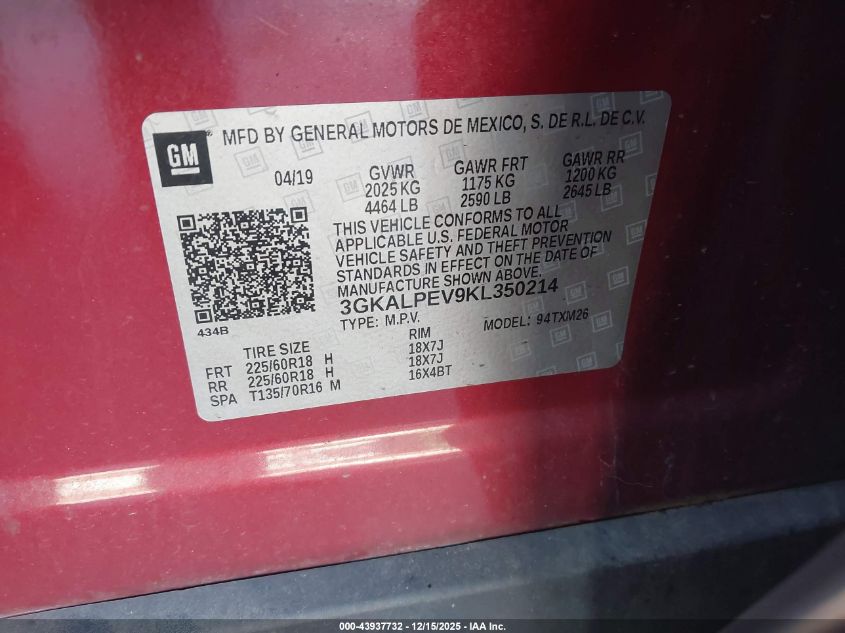 GM
MFD BY GENERAL MOTORS DE MEXICO, S. DE R.L. DE C.V.
04/19 GVWR GAWR FRT GAWR RR
2025 KG 1175 KG 1200 KG
4464 LB 2590 LB 2645 LB
THIS VEHICLE CONFORMS TO ALL
APPLICABLE U.S. FEDERAL MOTOR
VEHICLE SAFETY AND THEFT PREVENTION
STANDARDS IN EFFECT ON THE DATE OF
MANUFACTURE SHOWN ABOVE.
3GKALPEV9KL350214
434B
TYPE: M.P.V. MODEL: 94TXM26
TIRE SIZE RIM
FRT 225/60R18 H 18X7J
RR 225/60R18 H 18X7J
SPA T135/70R16 M 16X4BT
000-43937732 - 12/15/2025 - IAA Inc.